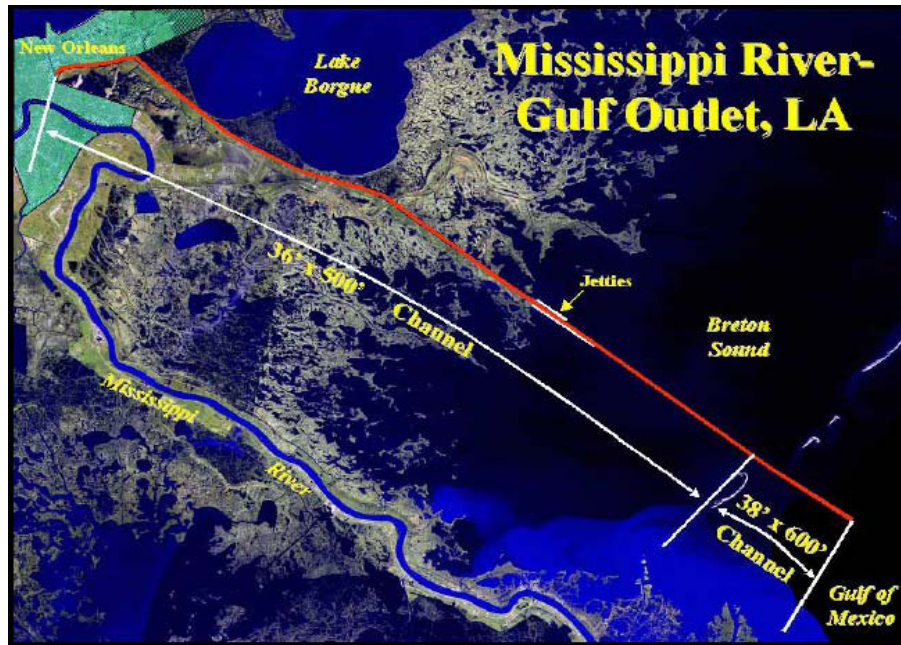 New Orleans
Lake
Borgne
Mississippi River-
Gulf Outlet, LA
36' x 500'
Channel
Jetties
Breton
Sound
Mississippi
River
38' x 600'
Channel
Gulf of
Mexico